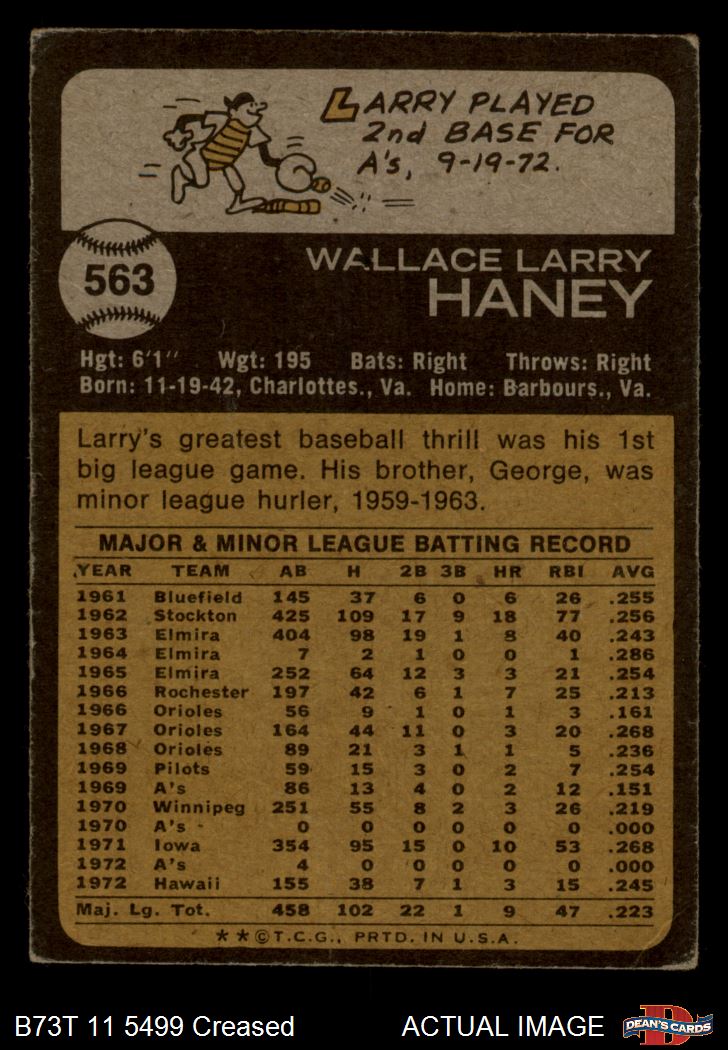 LARRY PLAYED
2nd BASE FOR
A's, 9-19-72.
563
WALLACE LARRY
HANEY
Hgt: 6'1" Wgt: 195 Bats: Right Throws: Right
Born: 11-19-42, Charlottes., Va. Home: Barbours., Va.
Larry's greatest baseball thrill was his 1st
big league game. His brother, George, was
minor league hurler, 1959-1963.
MAJOR & MINOR LEAGUE BATTING RECORD
YEAR TEAM AB H 2B 3B HR RBI AVG
1961 Bluefield 145 37 6 0 6 26 .255
1962 Stockton 425 109 17 9 18 77 .256
1963 Elmira 404 98 19 1 8 40 .243
1964 Elmira 7 2 1 0 0 1 .286
1965 Elmira 252 64 12 3 3 21 .254
1966 Rochester 197 42 6 1 7 25 .213
1966 Orioles 56 9 1 0 1 3 .161
1967 Orioles 164 44 11 0 3 20 .268
1968 Orioles 89 21 3 1 1 5 .236
1969 Pilots 59 15 3 0 2 7 .254
1969 A's 86 13 4 0 2 12 .151
1970 Winnipeg 251 55 8 2 3 26 .219
1970 A's 0 0 0 0 0 0 .000
1971 Iowa 354 95 15 0 10 53 .268
1972 A's 4 0 0 0 0 0 .000
1972 Hawaii 155 38 7 1 3 15 .245
Maj. Lg. Tot. 458 102 22 1 9 47 .223
**©T.C.G., PRTD. IN U.S.A.
B73T 11 5499 Creased ACTUAL IMAGE
D
DEAN'S CARDS